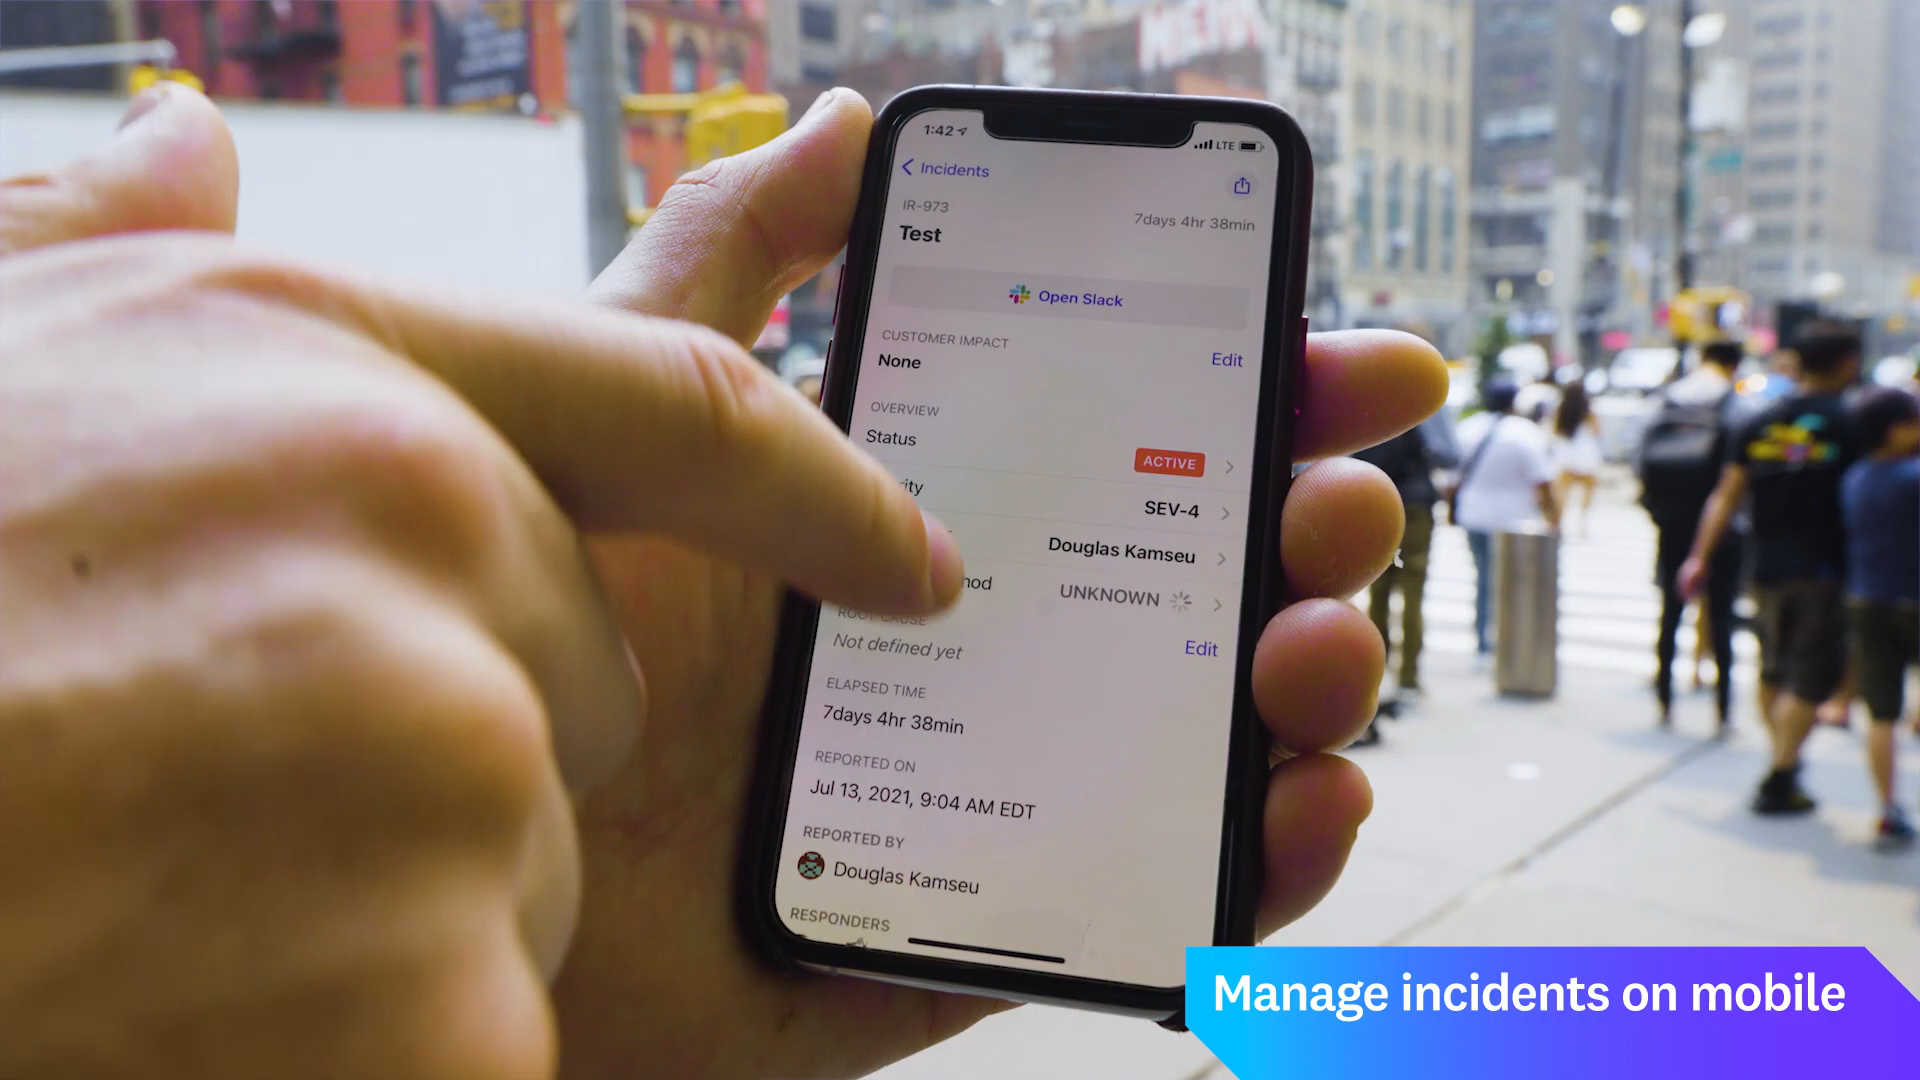 1:42
LTE
Incidents
IR-973
7days 4hr 38min
Test
Open Slack
CUSTOMER IMPACT
None
Edit
OVERVIEW
Status
ACTIVE
SEV-4
Douglas Kamseu
UNKNOWN
ROOT CAUSE
Not defined yet
Edit
ELAPSED TIME
7days 4hr 38min
REPORTED ON
Jul 13, 2021, 9:04 AM EDT
REPORTED BY
Douglas Kamseu
RESPONDERS
Manage incidents on mobile